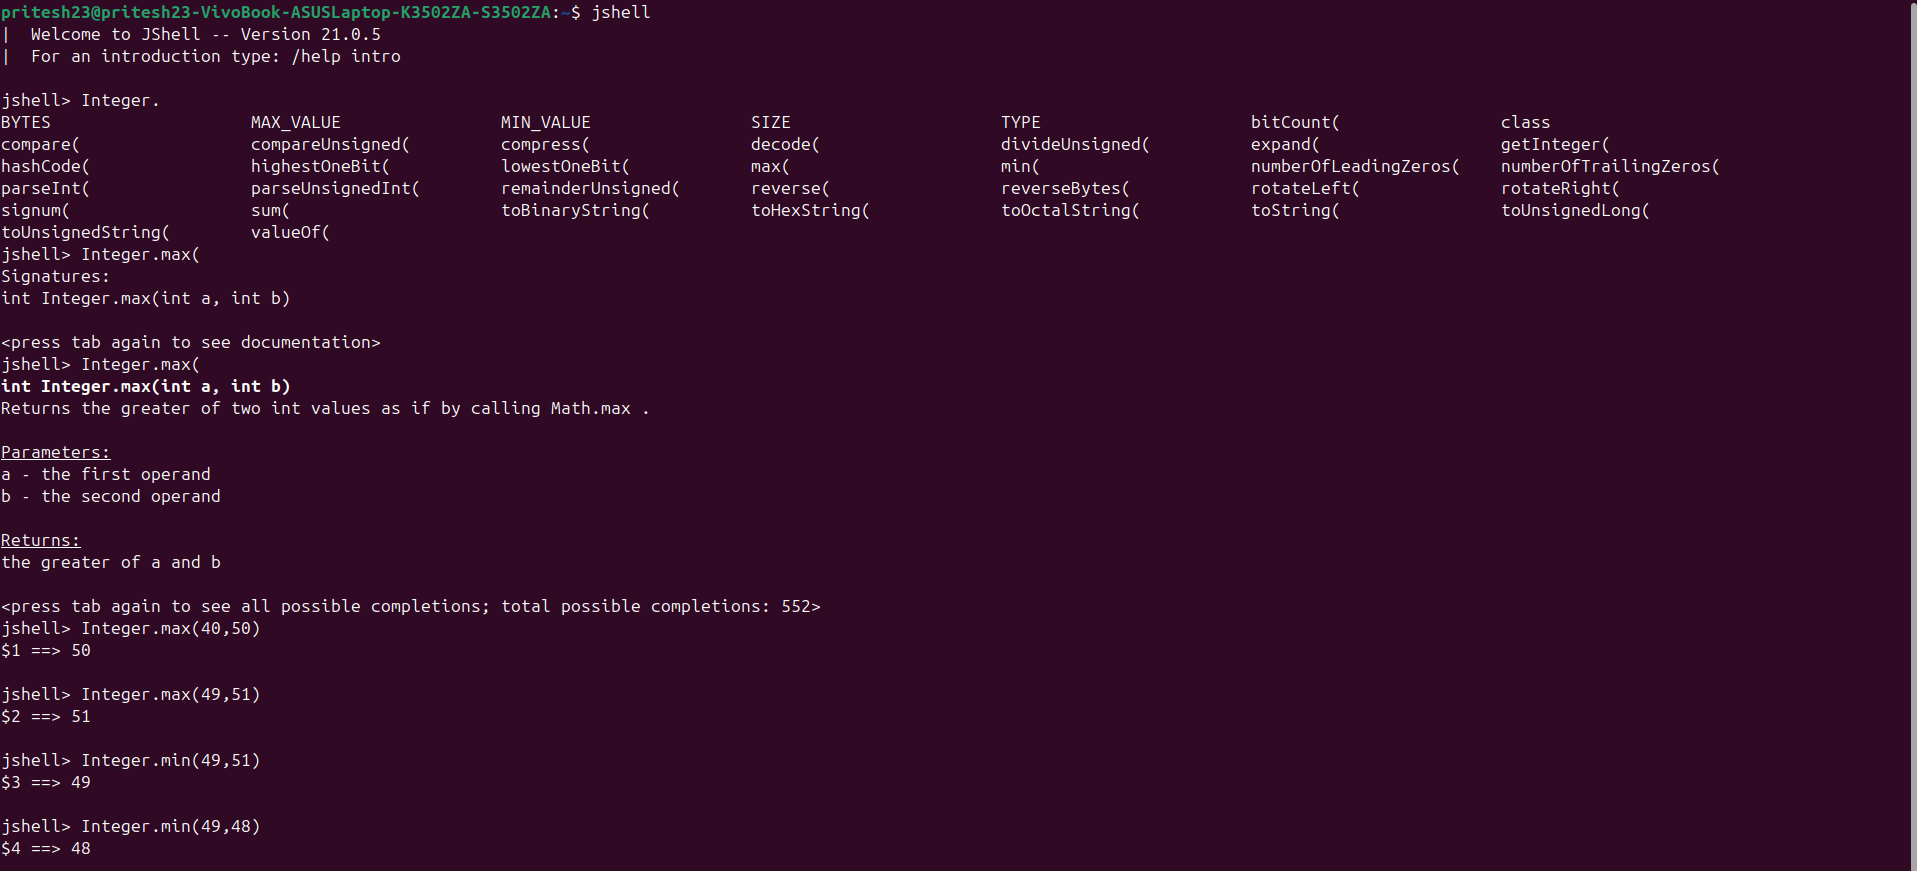 pritesh23@pritesh23-VivoBook-ASUSLaptop-K3502ZA-S3502ZA:~$ jshell
|  Welcome to JShell -- Version 21.0.5
|  For an introduction type: /help intro

jshell> Integer.
BYTES                    MAX_VALUE                MIN_VALUE                SIZE                     TYPE                     bitCount(                class
compare(                 compareUnsigned(         compress(                decode(                  divideUnsigned(          expand(                  getInteger(
hashCode(                highestOneBit(           lowestOneBit(            max(                     min(                     numberOfLeadingZeros(    numberOfTrailingZeros(
parseInt(                parseUnsignedInt(        remainderUnsigned(       reverse(                 reverseBytes(            rotateLeft(              rotateRight(
signum(                  sum(                     toBinaryString(          toHexString(             toOctalString(           toString(                toUnsignedLong(
toUnsignedString(        valueOf(
jshell> Integer.max(
Signatures:
int Integer.max(int a, int b)

<press tab again to see documentation>
jshell> Integer.max(
int Integer.max(int a, int b)
Returns the greater of two int values as if by calling Math.max .

Parameters:
a - the first operand
b - the second operand

Returns:
the greater of a and b

<press tab again to see all possible completions; total possible completions: 552>
jshell> Integer.max(40,50)
$1 ==> 50

jshell> Integer.max(49,51)
$2 ==> 51

jshell> Integer.min(49,51)
$3 ==> 49

jshell> Integer.min(49,48)
$4 ==> 48